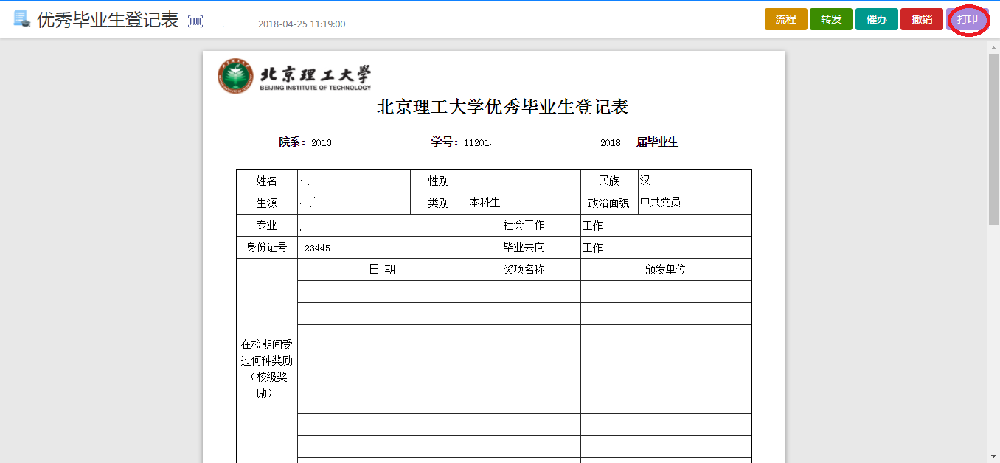 优秀毕业生登记表 2018-04-25 11:19:00 流程 转发 催办 撤销 打印
北京理工大学
BEIJING INSTITUTE OF TECHNOLOGY
北京理工大学优秀毕业生登记表
院系：2013 学号：11201. 2018 届毕业生
姓名 性别 民族 汉
生源 类别 本科生 政治面貌 中共党员
专业 社会工作 工作
身份证号 123445 毕业去向 工作
日 期 奖项名称 颁发单位
在校期间受
过何种奖励
（校级奖
励）